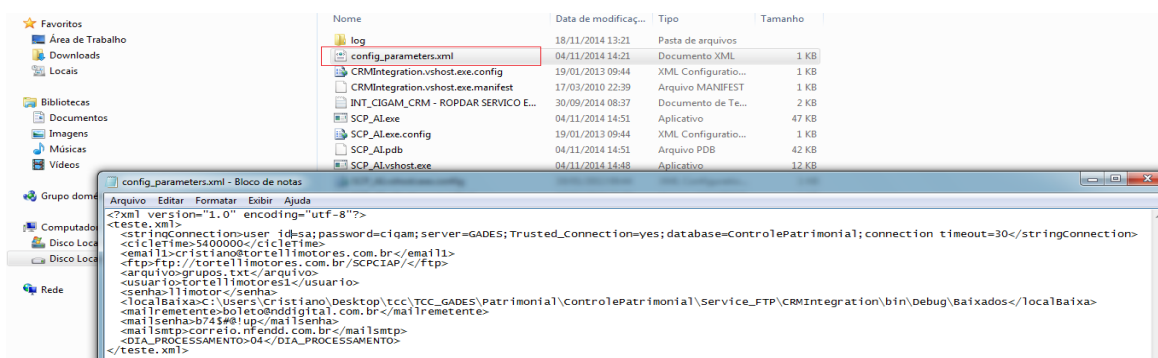 Nome Data de modificaç... Tipo Tamanho
Favoritos
Área de Trabalho
Downloads
Locais
Bibliotecas
Documentos
Imagens
Músicas
Vídeos
Grupo domé
Computado
Disco Loca
Disco Loca
Rede
log 18/11/2014 13:21 Pasta de arquivos
config_parameters.xml 04/11/2014 14:21 Documento XML 1 KB
CRMIntegration.vshost.exe.config 19/01/2013 09:44 XML Configuratio... 1 KB
CRMIntegration.vshost.exe.manifest 17/03/2010 22:39 Arquivo MANIFEST 1 KB
INT_CIGAM_CRM - ROPDAR SERVICO E... 30/09/2014 08:37 Documento de Te... 2 KB
SCP_AI.exe 04/11/2014 14:51 Aplicativo 47 KB
SCP_AI.exe.config 19/01/2013 09:44 XML Configuratio... 1 KB
SCP_AI.pdb 04/11/2014 14:51 Arquivo PDB 42 KB
SCP_AI.vshost.exe 04/11/2014 14:48 Aplicativo 12 KB
config_parameters.xml - Bloco de notas
Arquivo Editar Formatar Exibir Ajuda
<?xml version="1.0" encoding="utf-8"?>
<teste.xml>
<stringConnection>user id=sa;password=cigam;server=GADES;Trusted_Connection=yes;database=ControlePatrimonial;connection timeout=30</stringConnection>
<cicleTime>5400000</cicleTime>
<email1>cristiano@tortellimotores.com.br</email1>
<ftp>ftp://tortellimotores.com.br/SCPCIAP/</ftp>
<arquivo>grupos.txt</arquivo>
<usuario>tortellimotores1</usuario>
<senha>llimotor</senha>
<localBaixa>C:\Users\Cristiano\Desktop\tcc\TCC_GADES\Patrimonial\ControlePatrimonial\Service_FTP\CRMIntegration\bin\Debug\Baixados</localBaixa>
<mailremetente>boleto@nddigital.com.br</mailremetente>
<mailsenha>b74$#@!up</mailsenha>
<mailsmtp>correio.nfendd.com.br</mailsmtp>
<DIA_PROCESSAMENTO>04</DIA_PROCESSAMENTO>
</teste.xml>